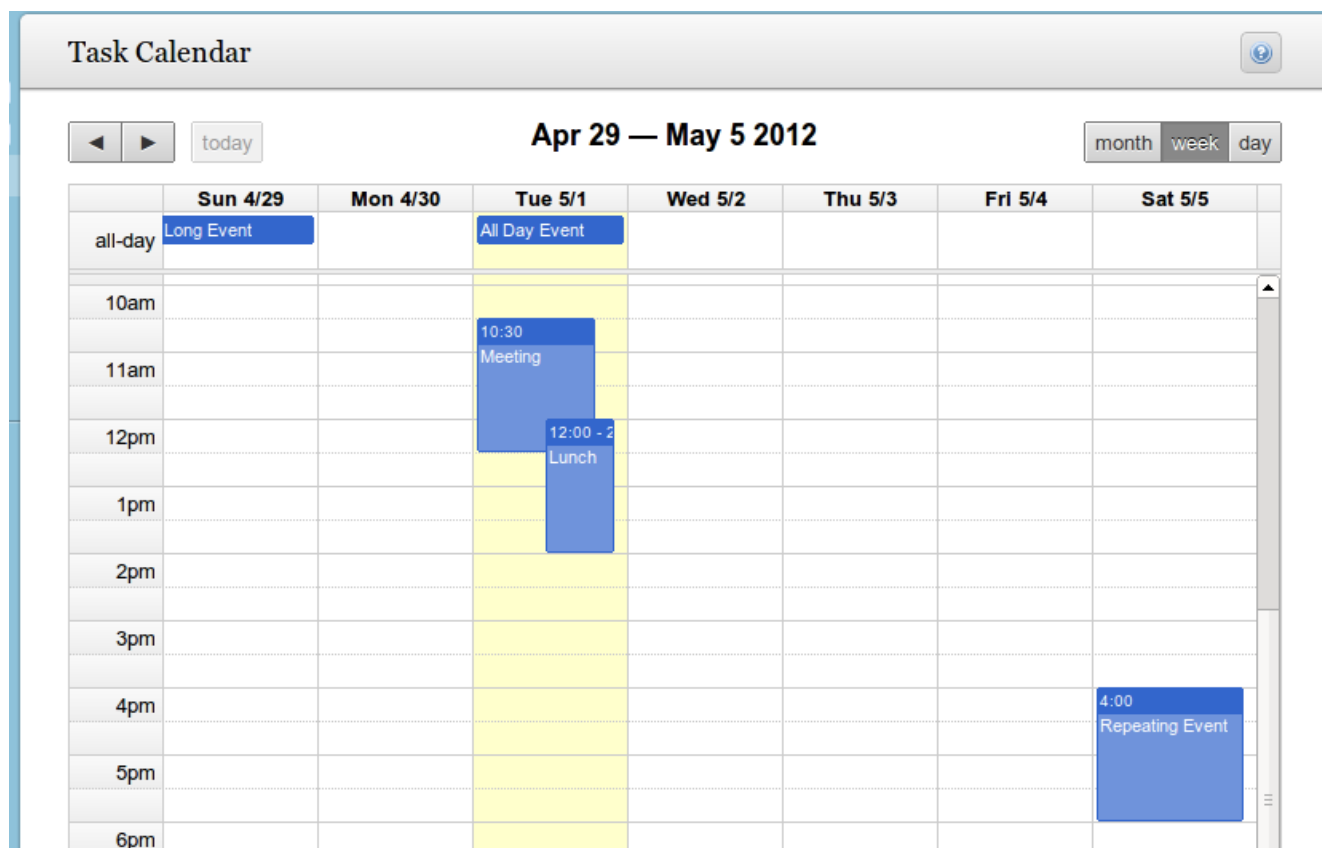 Task Calendar
today
Apr 29 — May 5 2012
month week day
Sun 4/29 Mon 4/30 Tue 5/1 Wed 5/2 Thu 5/3 Fri 5/4 Sat 5/5
all-day Long Event All Day Event
10am
10:30
Meeting
11am
12pm
12:00 - 2
Lunch
1pm
2pm
3pm
4pm
4:00
Repeating Event
5pm
6pm